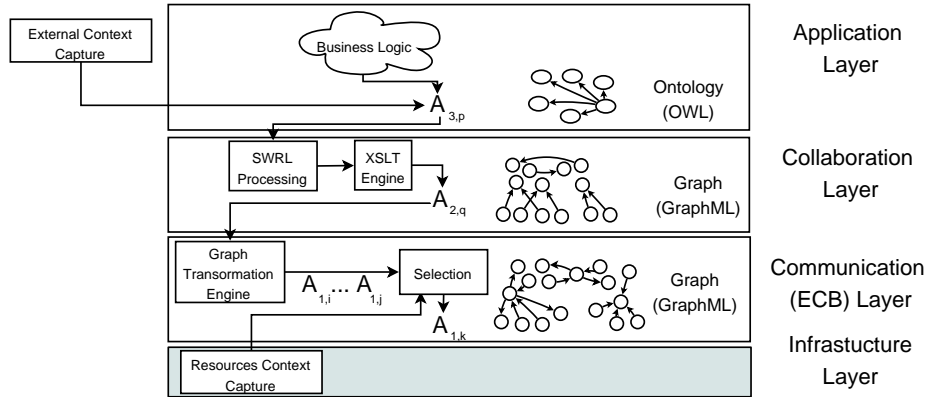 External Context
Capture
Business Logic
A3,p
Ontology
(OWL)
Application
Layer
SWRL
Processing
XSLT
Engine
A2,q
Graph
(GraphML)
Collaboration
Layer
Graph
Transormation
Engine
A1,i... A1,j
Selection
A1,k
Graph
(GraphML)
Communication
(ECB) Layer
Resources Context
Capture
Infrastucture
Layer